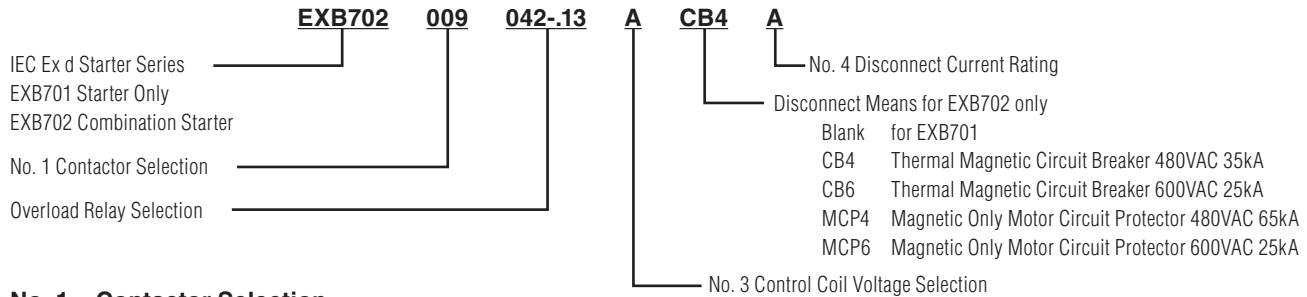 EXB702 009 042-.13 A CB4 A
IEC Ex d Starter Series
EXB701 Starter Only
EXB702 Combination Starter
No. 1 Contactor Selection
Overload Relay Selection
No. 4 Disconnect Current Rating
Disconnect Means for EXB702 only
Blank for EXB701
CB4 Thermal Magnetic Circuit Breaker 480VAC 35kA
CB6 Thermal Magnetic Circuit Breaker 600VAC 25kA
MCP4 Magnetic Only Motor Circuit Protector 480VAC 65kA
MCP6 Magnetic Only Motor Circuit Protector 600VAC 25kA
No. 3 Control Coil Voltage Selection
No. 1 Contactor Selection